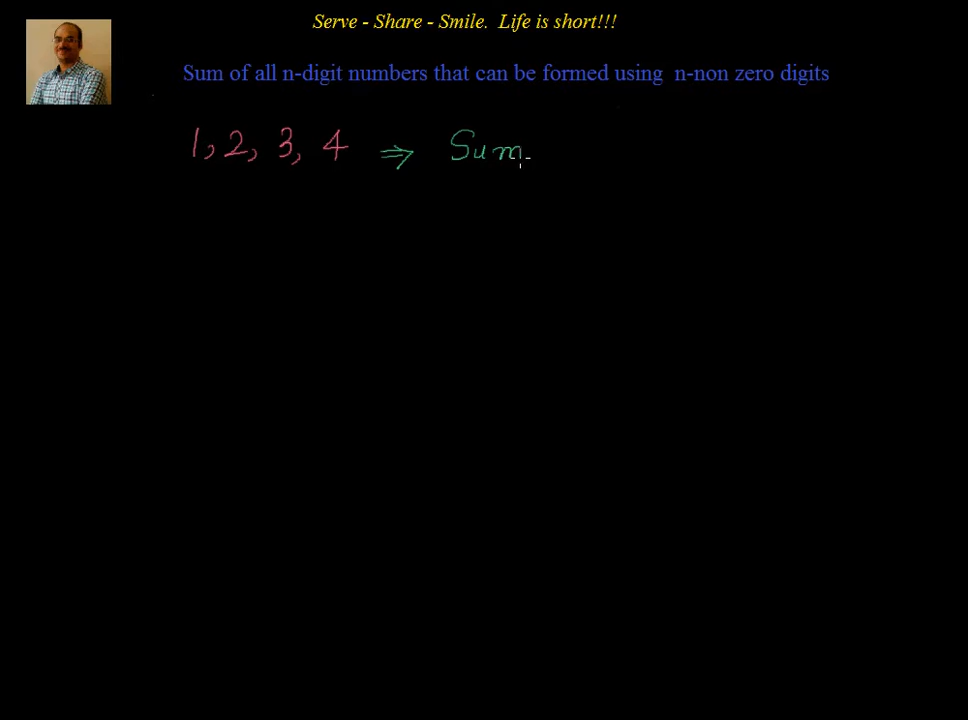 Serve - Share - Smile. Life is short!!!
Sum of all n-digit numbers that can be formed using n-non zero digits
1, 2, 3, 4 ⇒ Sum